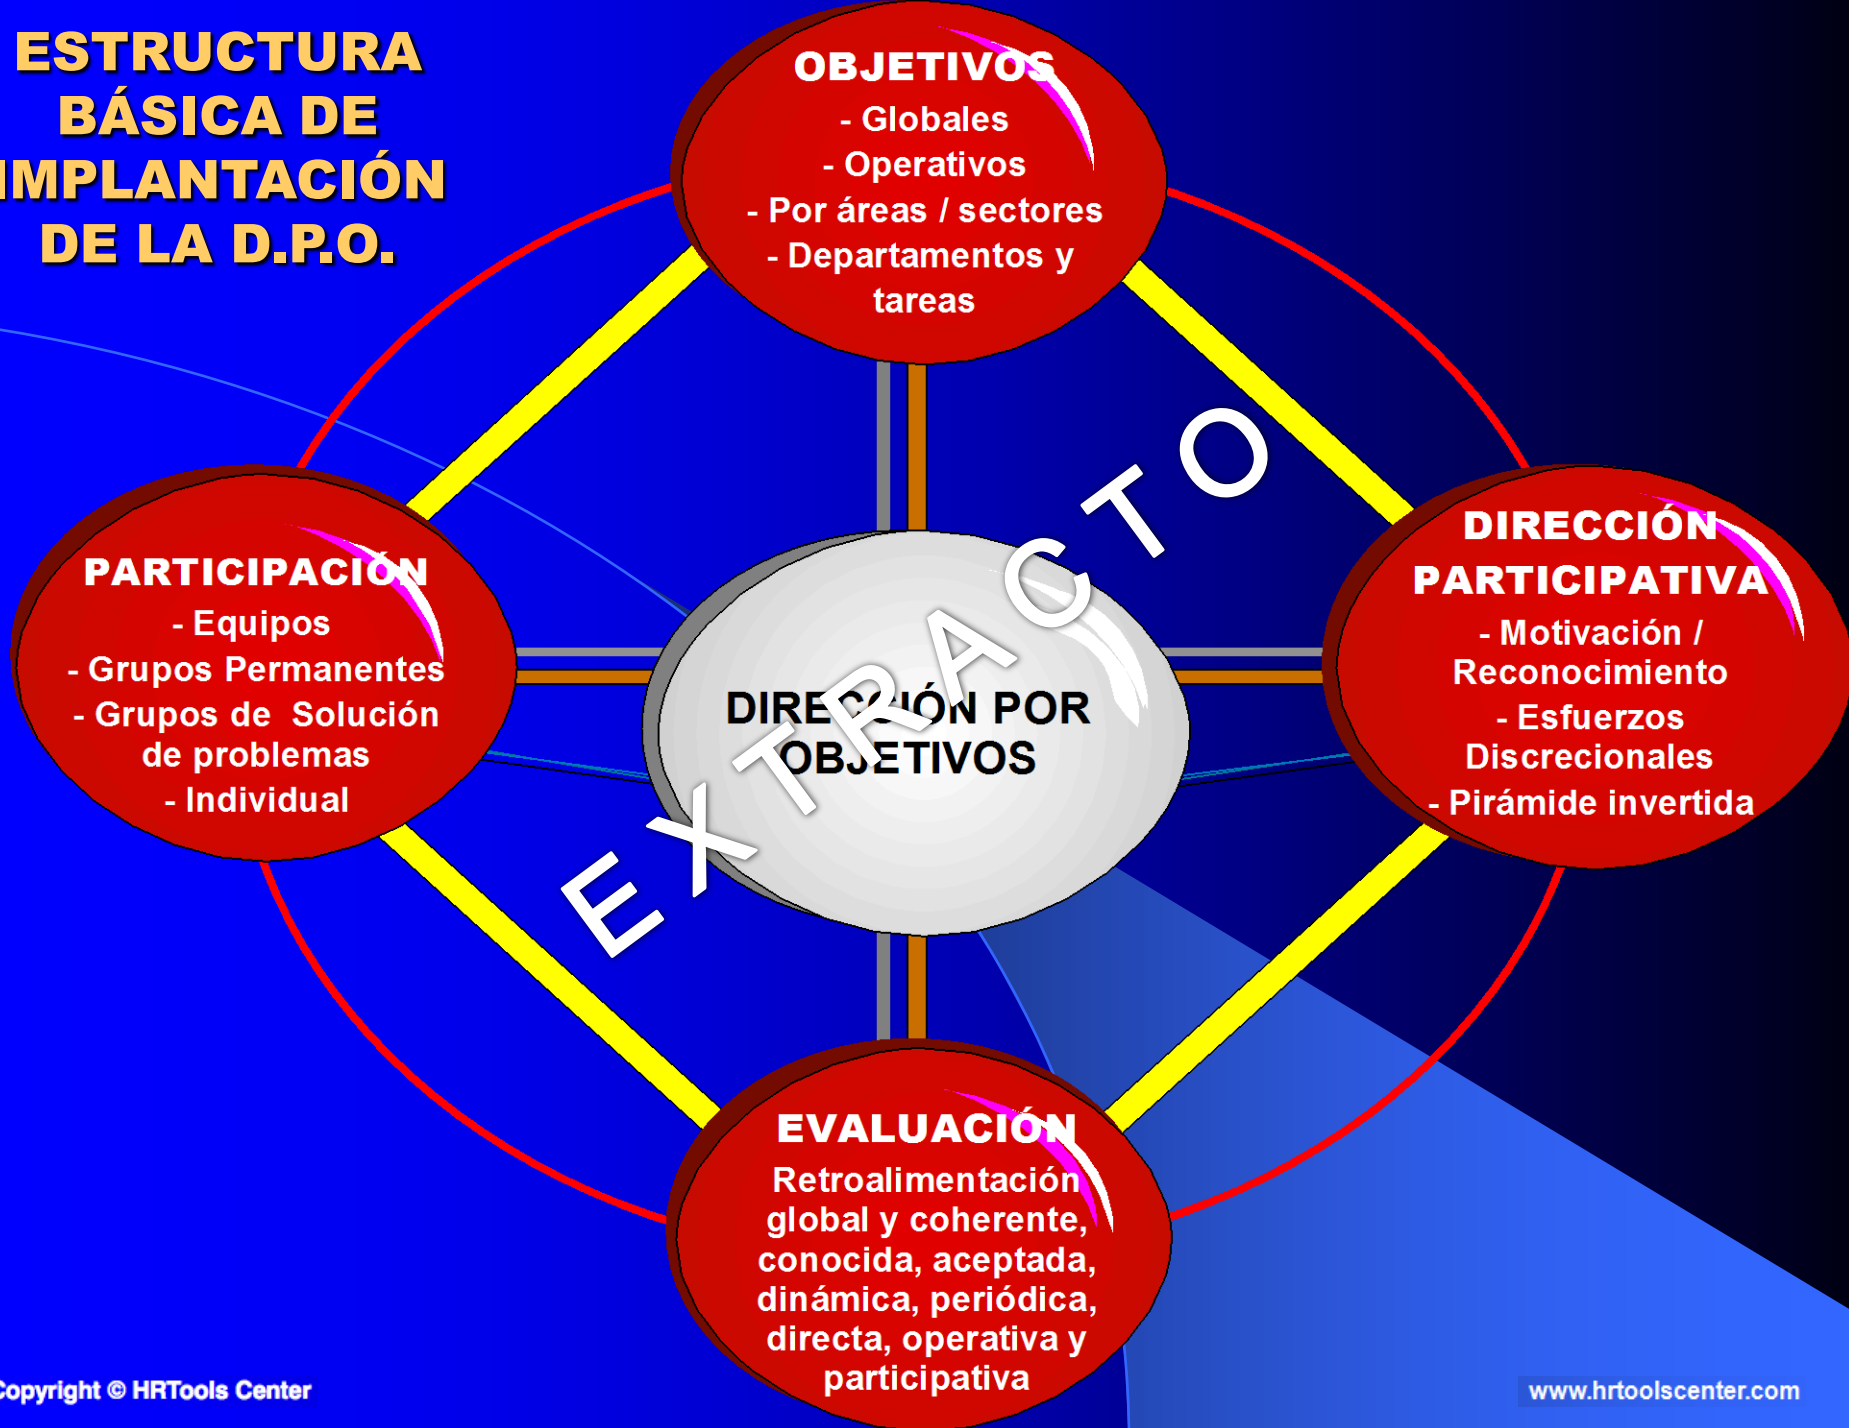 ESTRUCTURA
BÁSICA DE
IMPLANTACIÓN
DE LA D.P.O.
OBJETIVOS
- Globales
- Operativos
- Por áreas / sectores
- Departamentos y
tareas
PARTICIPACIÓN
- Equipos
- Grupos Permanentes
- Grupos de Solución
de problemas
- Individual
DIRECCIÓN POR
OBJETIVOS
EXTRACTO
DIRECCIÓN
PARTICIPATIVA
- Motivación /
Reconocimiento
- Esfuerzos
Discrecionales
- Pirámide invertida
EVALUACIÓN
Retroalimentación
global y coherente,
conocida, aceptada,
dinámica, periódica,
directa, operativa y
participativa
Copyright © HRTools Center
www.hrtoolscenter.com